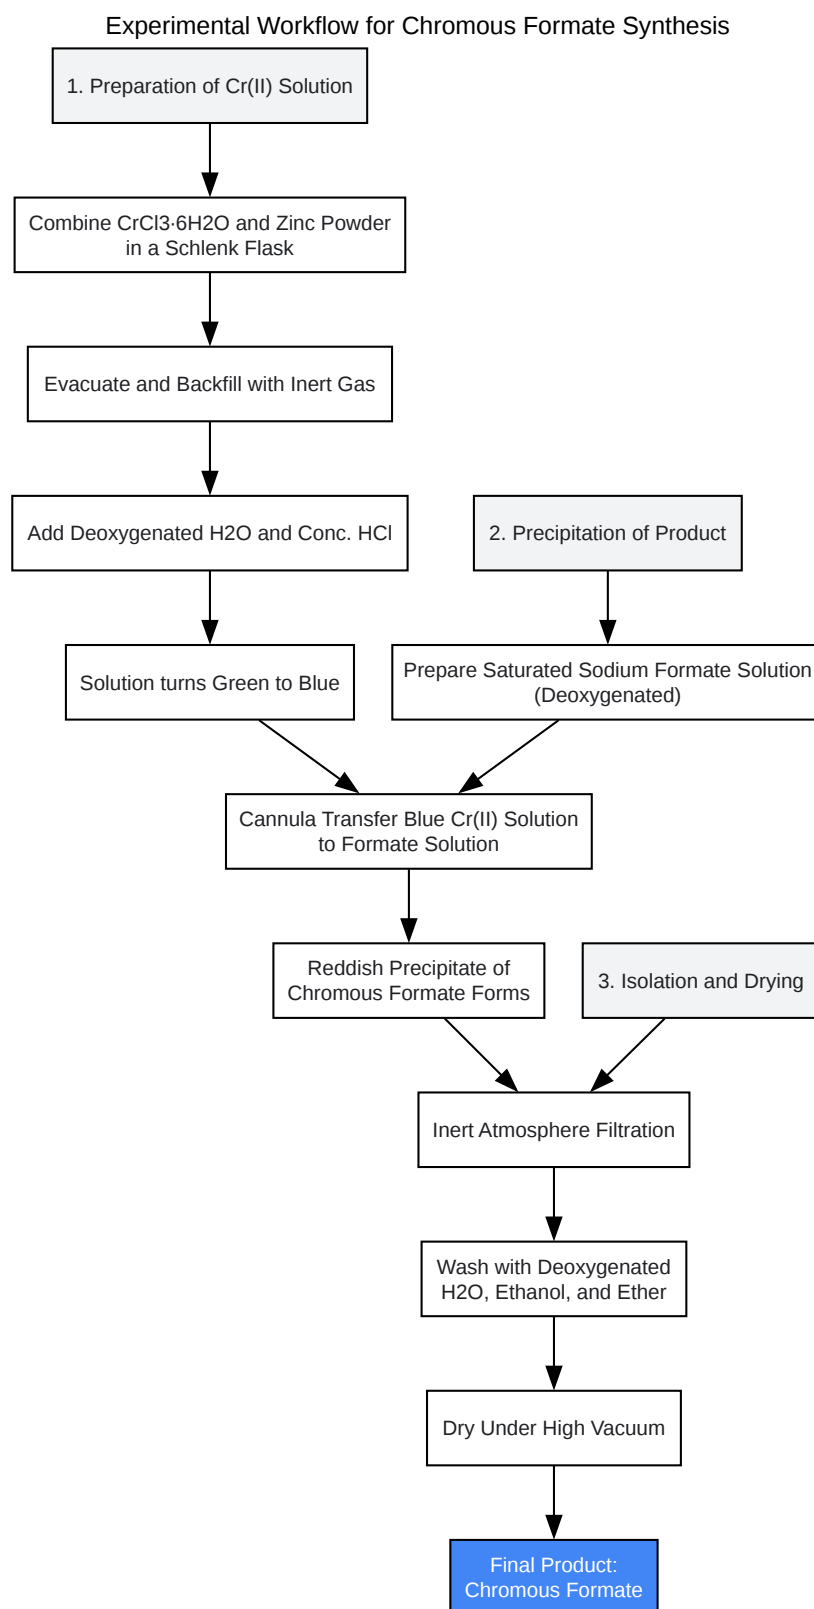 Experimental Workflow for Chromous Formate Synthesis
1. Preparation of Cr(II) Solution
Combine CrCl3·6H2O and Zinc Powder
in a Schlenk Flask
Evacuate and Backfill with Inert Gas
Add Deoxygenated H2O and Conc. HCl
2. Precipitation of Product
Solution turns Green to Blue
Prepare Saturated Sodium Formate Solution
(Deoxygenated)
Cannula Transfer Blue Cr(II) Solution
to Formate Solution
Reddish Precipitate of
Chromous Formate Forms
3. Isolation and Drying
Inert Atmosphere Filtration
Wash with Deoxygenated
H2O, Ethanol, and Ether
Dry Under High Vacuum
Final Product:
Chromous Formate